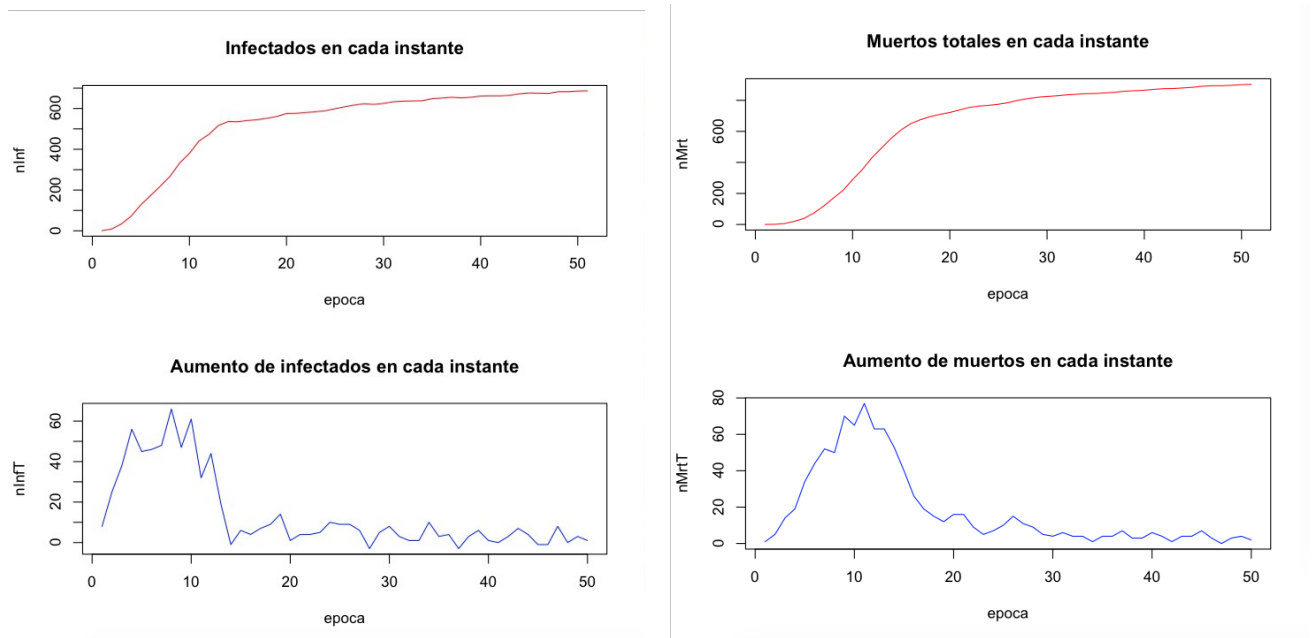 Infectados en cada instante
nInf
0
200
400
600
0 10 20 30 40 50
epoca
Muertos totales en cada instante
nMrt
0
200
600
0 10 20 30 40 50
epoca
Aumento de infectados en cada instante
nInfT
0
20
40
60
0 10 20 30 40 50
epoca
Aumento de muertos en cada instante
nMrtT
0
20
40
60
80
0 10 20 30 40 50
epoca